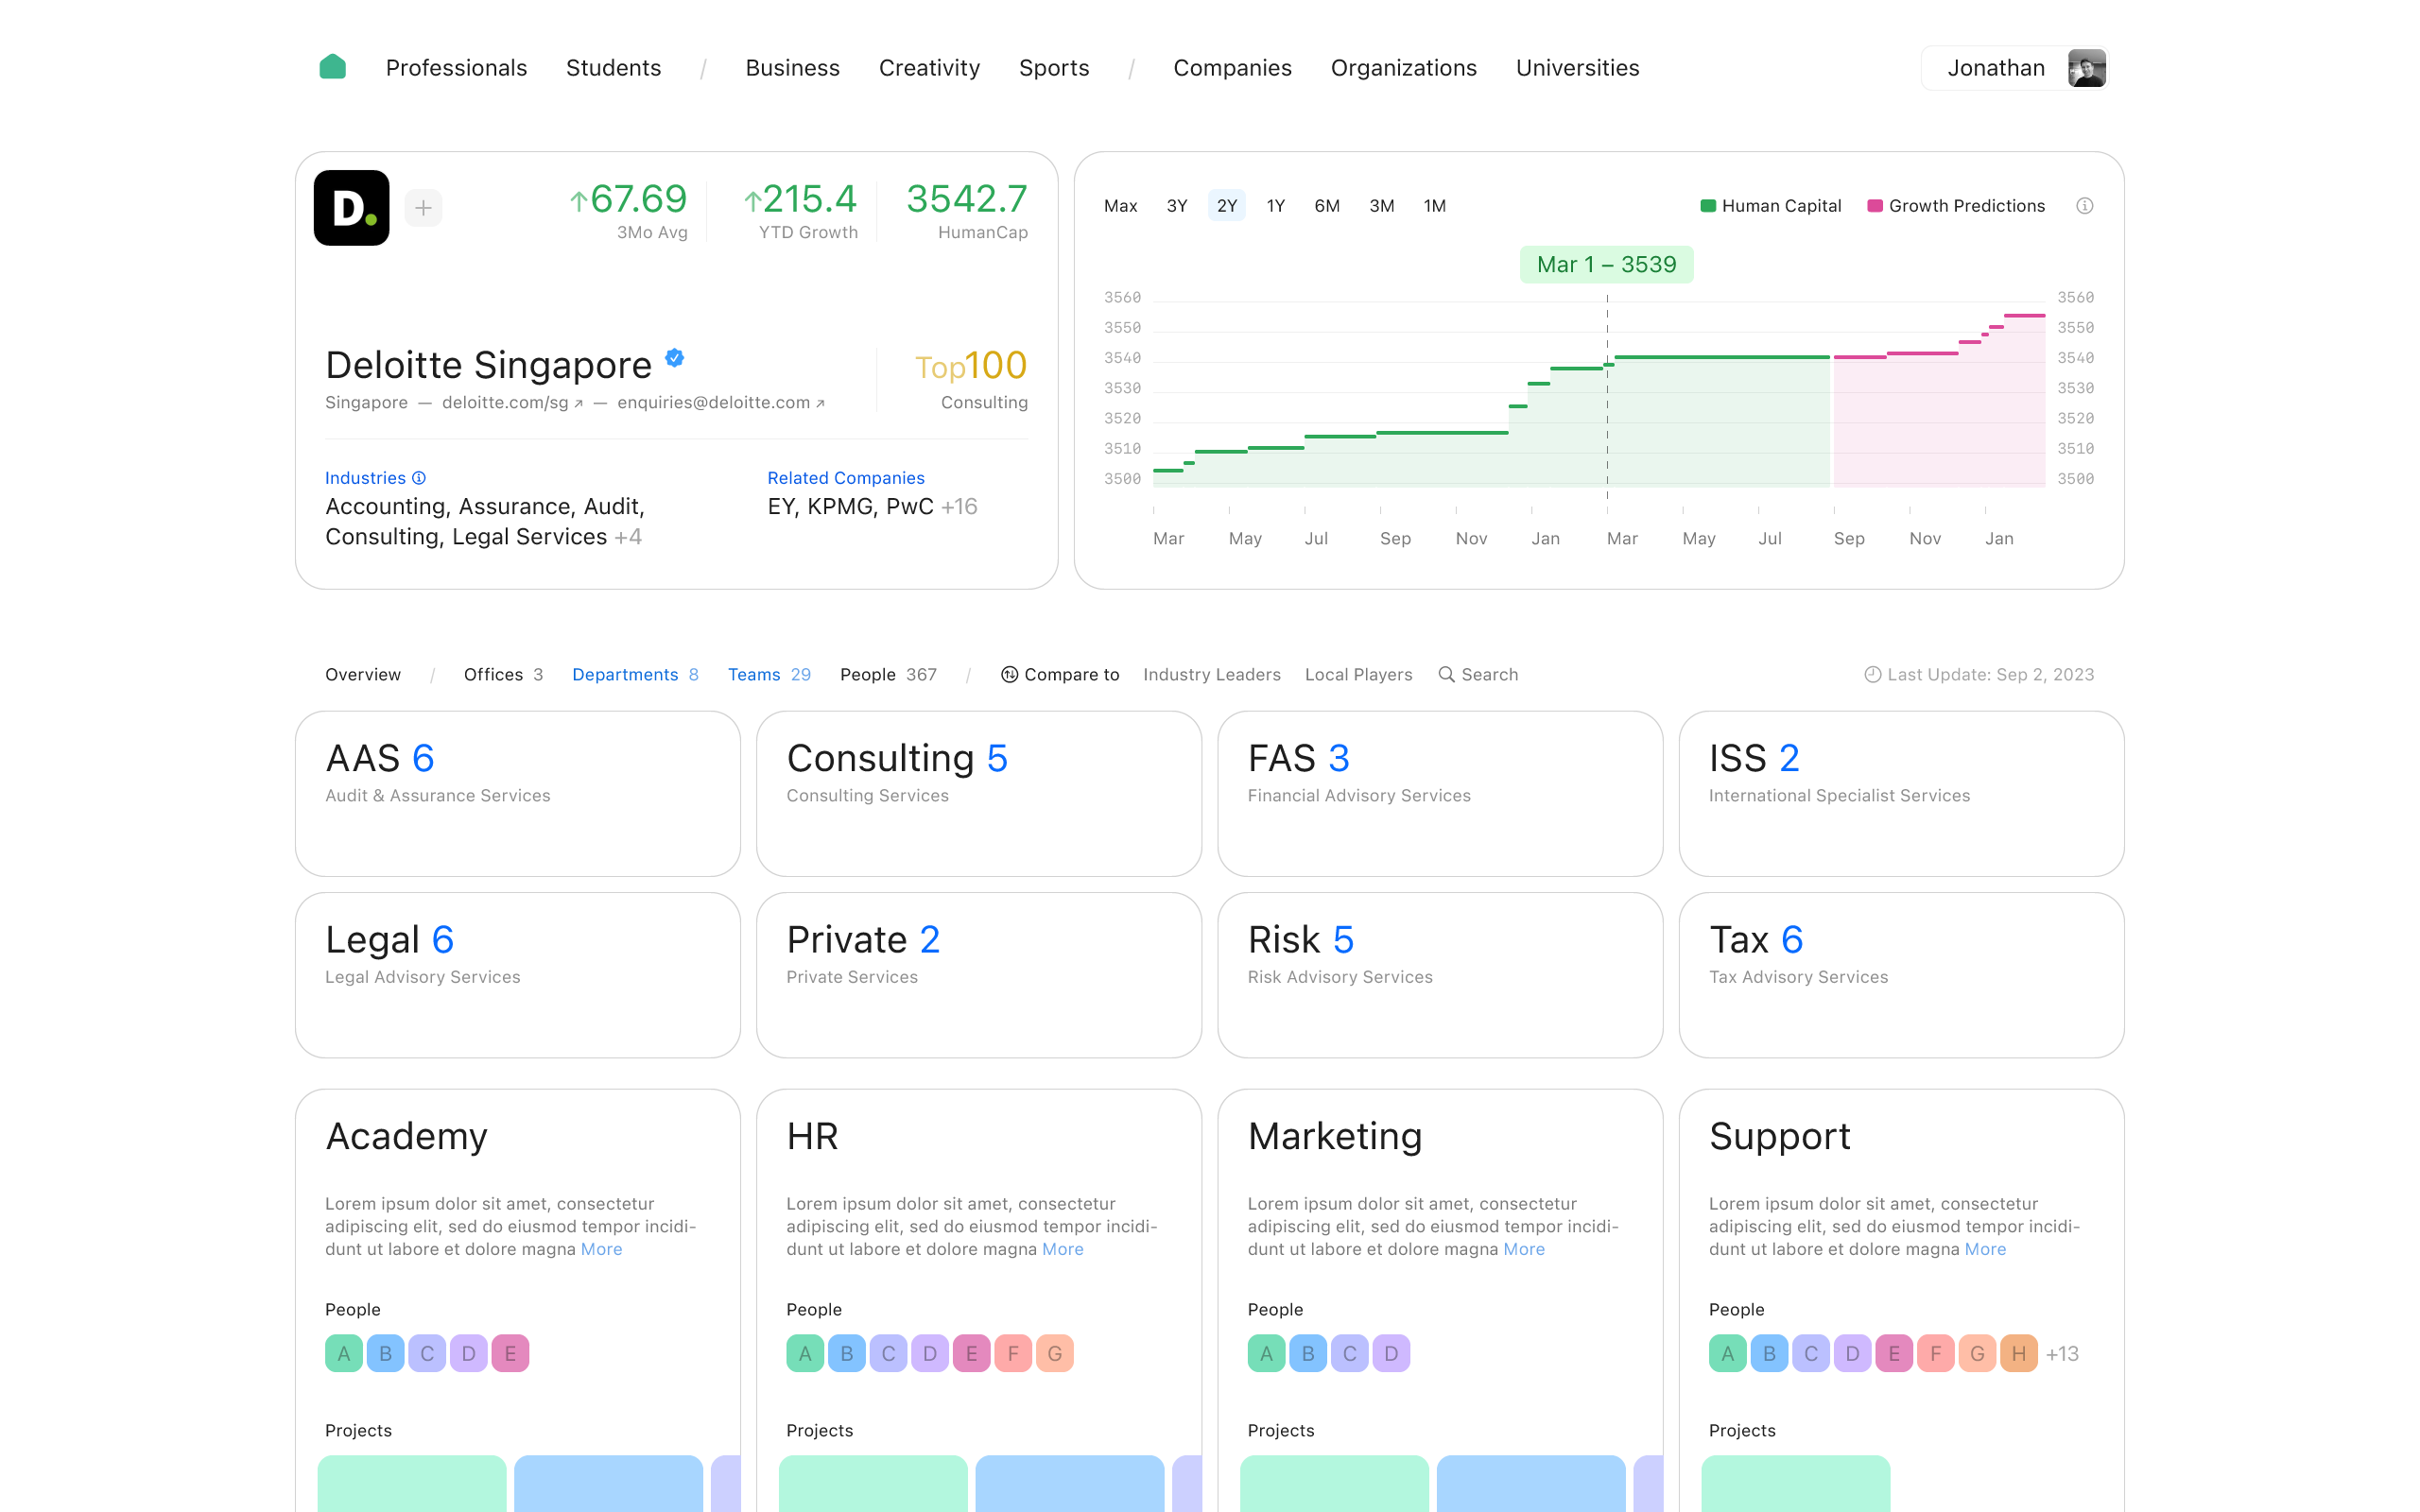 Professionals Students / Business Creativity Sports / Companies Organizations Universities Jonathan
D.
+
↑67.69 ↑215.4 3542.7
3Mo Avg YTD Growth HumanCap
Deloitte Singapore Top100
Singapore — deloitte.com/sg ↗ — enquiries@deloitte.com ↗ Consulting
Industries
Accounting, Assurance, Audit,
Consulting, Legal Services +4
Related Companies
EY, KPMG, PwC +16
Max 3Y 2Y 1Y 6M 3M 1M Human Capital Growth Predictions
Mar 1 – 3539
3560 3560
3550 3550
3540 3540
3530 3530
3520 3520
3510 3510
3500 3500
Mar May Jul Sep Nov Jan Mar May Jul Sep Nov Jan
Overview / Offices 3 Departments 8 Teams 29 People 367 / Compare to Industry Leaders Local Players Search Last Update: Sep 2, 2023
AAS 6
Audit & Assurance Services
Consulting 5
Consulting Services
FAS 3
Financial Advisory Services
ISS 2
International Specialist Services
Legal 6
Legal Advisory Services
Private 2
Private Services
Risk 5
Risk Advisory Services
Tax 6
Tax Advisory Services
Academy
Lorem ipsum dolor sit amet, consectetur
adipiscing elit, sed do eiusmod tempor incidi-
dunt ut labore et dolore magna More
People
A B C D E
Projects
HR
Lorem ipsum dolor sit amet, consectetur
adipiscing elit, sed do eiusmod tempor incidi-
dunt ut labore et dolore magna More
People
A B C D E F G
Projects
Marketing
Lorem ipsum dolor sit amet, consectetur
adipiscing elit, sed do eiusmod tempor incidi-
dunt ut labore et dolore magna More
People
A B C D
Projects
Support
Lorem ipsum dolor sit amet, consectetur
adipiscing elit, sed do eiusmod tempor incidi-
dunt ut labore et dolore magna More
People
A B C D E F G H +13
Projects